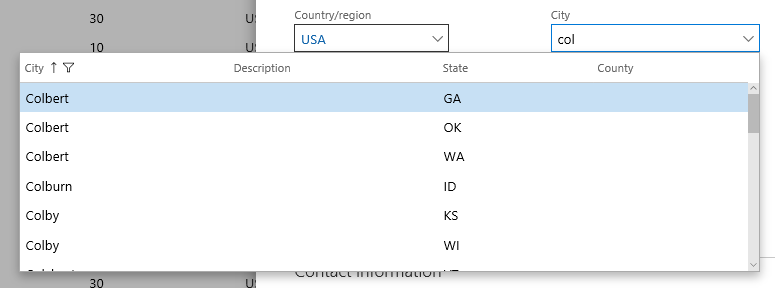 30 US Country/region City
10 US USA col
City Description State County
Colbert GA
Colbert OK
Colbert WA
Colburn ID
Colby KS
Colby WI
30 US Contact information